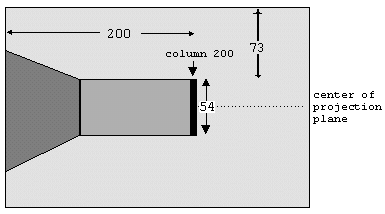 200
73
column 200
54
center of
projection
plane